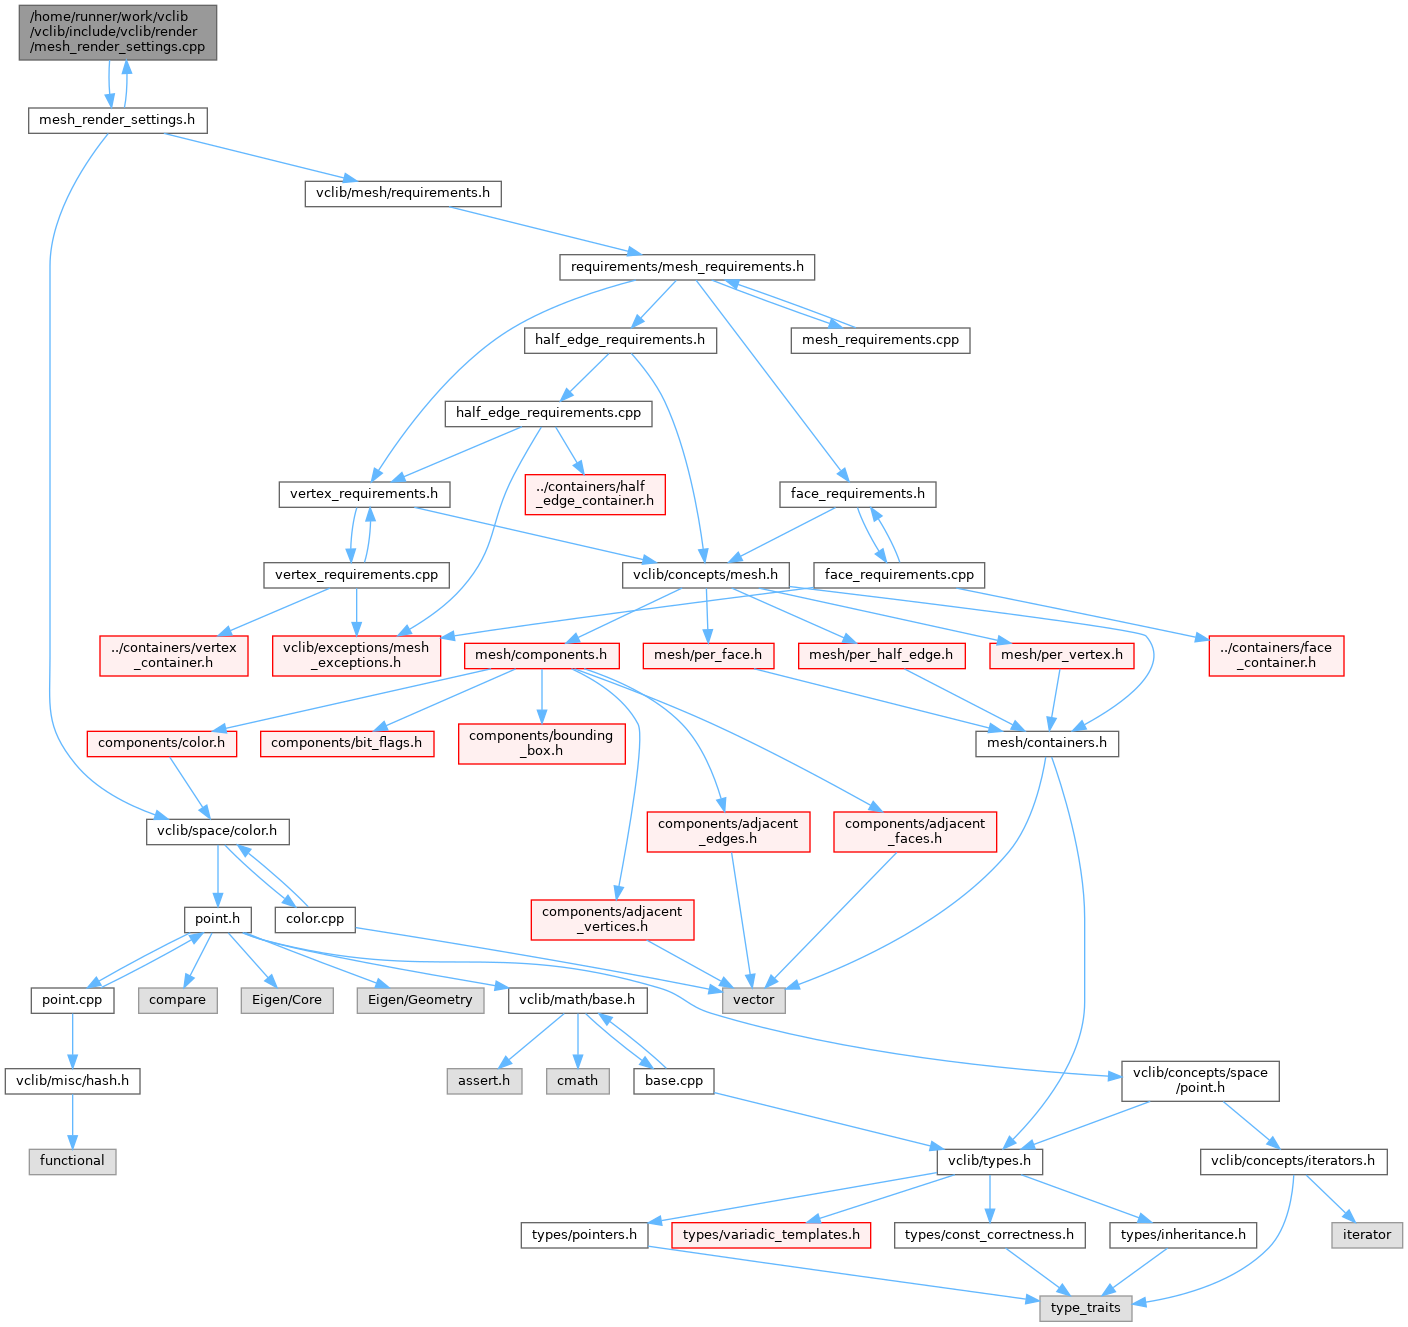 /home/runner/work/vclib
/vclib/include/vclib/render
/mesh_render_settings.cpp
mesh_render_settings.h
vclib/mesh/requirements.h
requirements/mesh_requirements.h
half_edge_requirements.h
mesh_requirements.cpp
half_edge_requirements.cpp
vertex_requirements.h
../containers/half
_edge_container.h
face_requirements.h
vertex_requirements.cpp
vclib/concepts/mesh.h
face_requirements.cpp
../containers/vertex
_container.h
vclib/exceptions/mesh
_exceptions.h
mesh/components.h
mesh/per_face.h
mesh/per_half_edge.h
mesh/per_vertex.h
../containers/face
_container.h
components/color.h
components/bit_flags.h
components/bounding
_box.h
mesh/containers.h
vclib/space/color.h
components/adjacent
_edges.h
components/adjacent
_faces.h
point.h
color.cpp
components/adjacent
_vertices.h
point.cpp
compare
Eigen/Core
Eigen/Geometry
vclib/math/base.h
vector
vclib/misc/hash.h
assert.h
cmath
base.cpp
vclib/concepts/space
/point.h
functional
vclib/types.h
vclib/concepts/iterators.h
types/pointers.h
types/variadic_templates.h
types/const_correctness.h
types/inheritance.h
iterator
type_traits